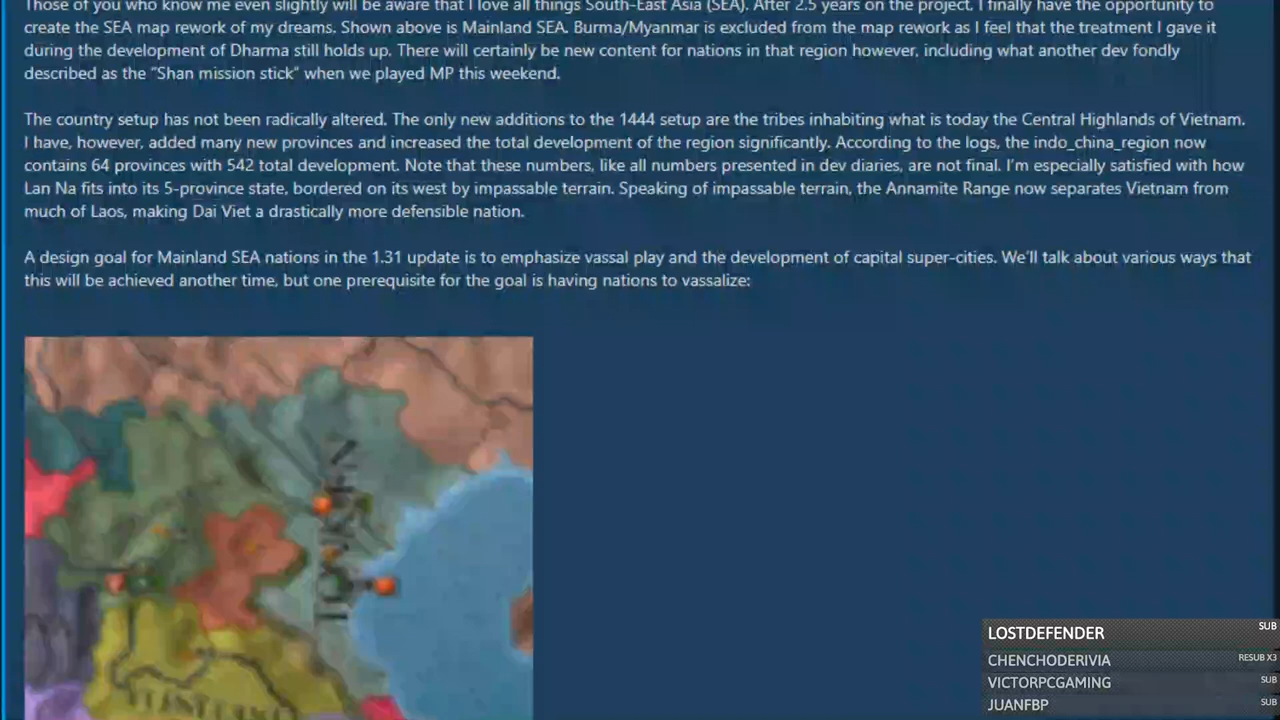 Those of you who know me even slightly will be aware that I love all things South-East Asia (SEA). After 2.5 years on the project, I finally have the opportunity to
create the SEA map rework of my dreams. Shown above is Mainland SEA. Burma/Myanmar is excluded from the map rework as I feel that the treatment I gave it
during the development of Dharma still holds up. There will certainly be new content for nations in that region however, including what another dev fondly
described as the “Shan mission stick” when we played MP this weekend.
The country setup has not been radically altered. The only new additions to the 1444 setup are the tribes inhabiting what is today the Central Highlands of Vietnam.
I have, however, added many new provinces and increased the total development of the region significantly. According to the logs, the indo_china_region now
contains 64 provinces with 542 total development. Note that these numbers, like all numbers presented in dev diaries, are not final. I’m especially satisfied with how
Lan Na fits into its 5-province state, bordered on its west by impassable terrain. Speaking of impassable terrain, the Annamite Range now separates Vietnam from
much of Laos, making Dai Viet a drastically more defensible nation.
A design goal for Mainland SEA nations in the 1.31 update is to emphasize vassal play and the development of capital super-cities. We’ll talk about various ways that
this will be achieved another time, but one prerequisite for the goal is having nations to vassalize:
LOSTDEFENDER SUB
CHENCHODERIVIA RESUB X3
VICTORPCGAMING SUB
JUANFBP SUB